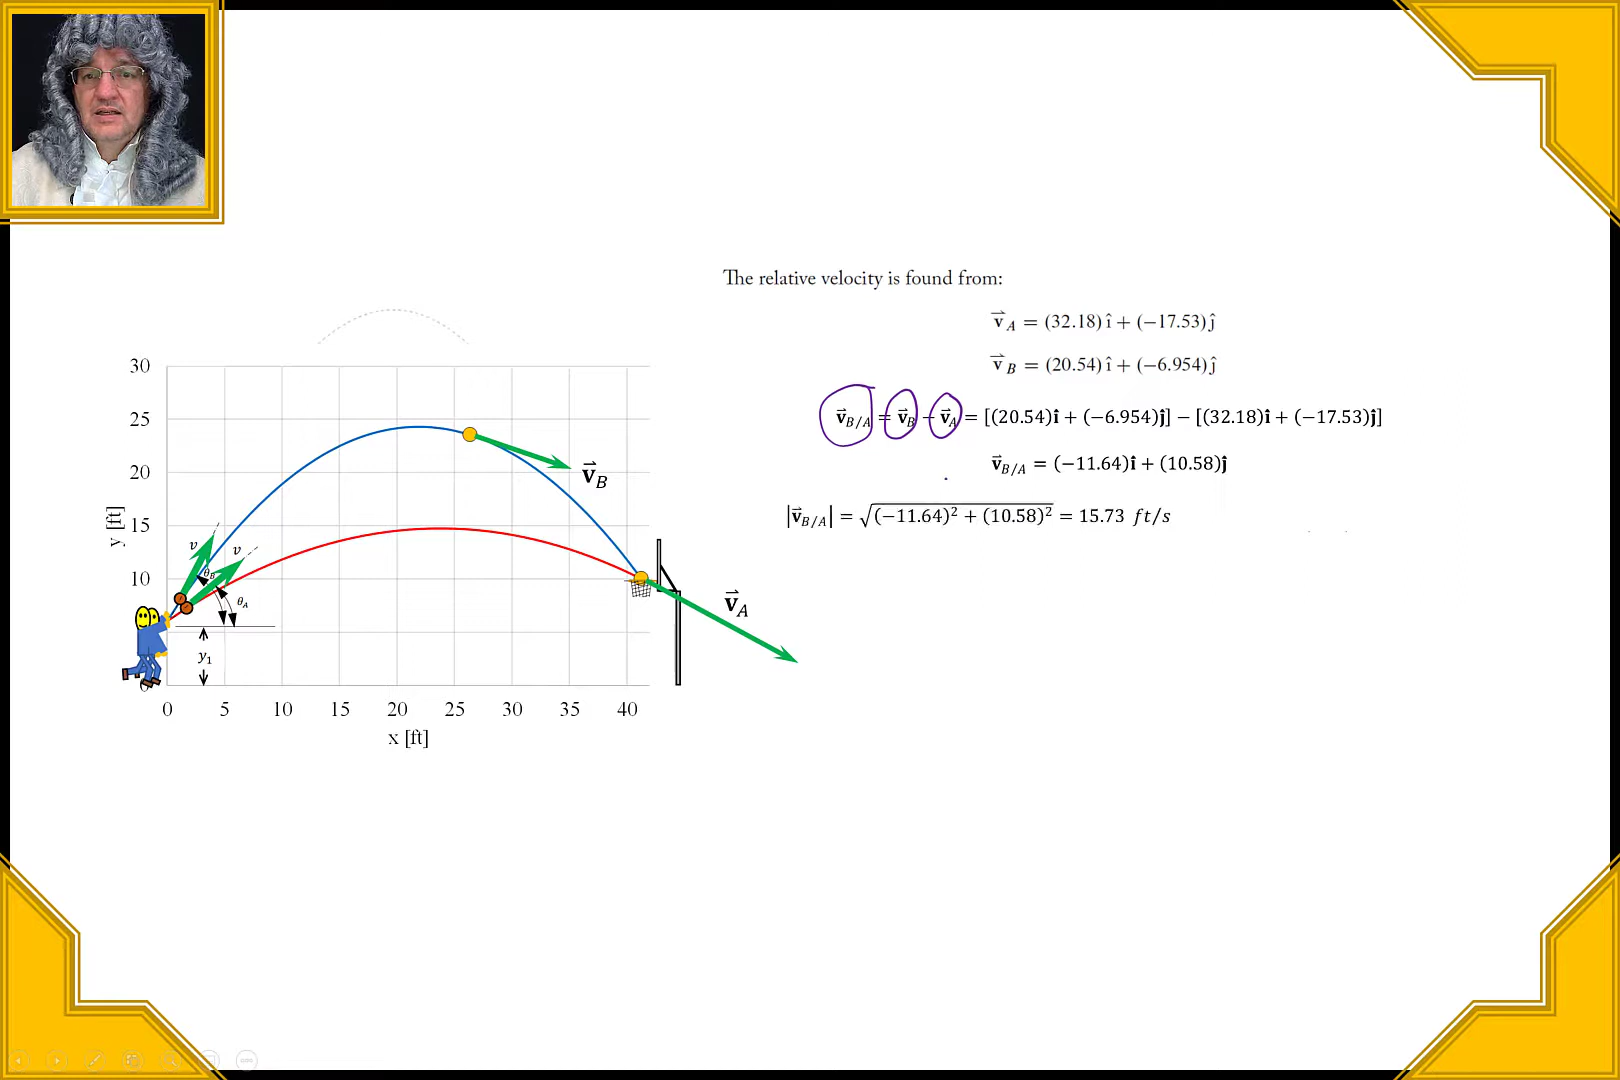 The relative velocity is found from:
v⃗_A = (32.18) î + (−17.53) ĵ
v⃗_B = (20.54) î + (−6.954) ĵ
v⃗_B/A = v⃗_B − v⃗_A = [(20.54)î + (−6.954)ĵ] − [(32.18)î + (−17.53)ĵ]
v⃗_B/A = (−11.64)î + (10.58)ĵ
|v⃗_B/A| = √((−11.64)² + (10.58)²) = 15.73 ft/s
30
25
20
15
10
0
y [ft]
v⃗_B
v
v
θ_B
θ_A
v⃗_A
y₁
0 5 10 15 20 25 30 35 40
x [ft]